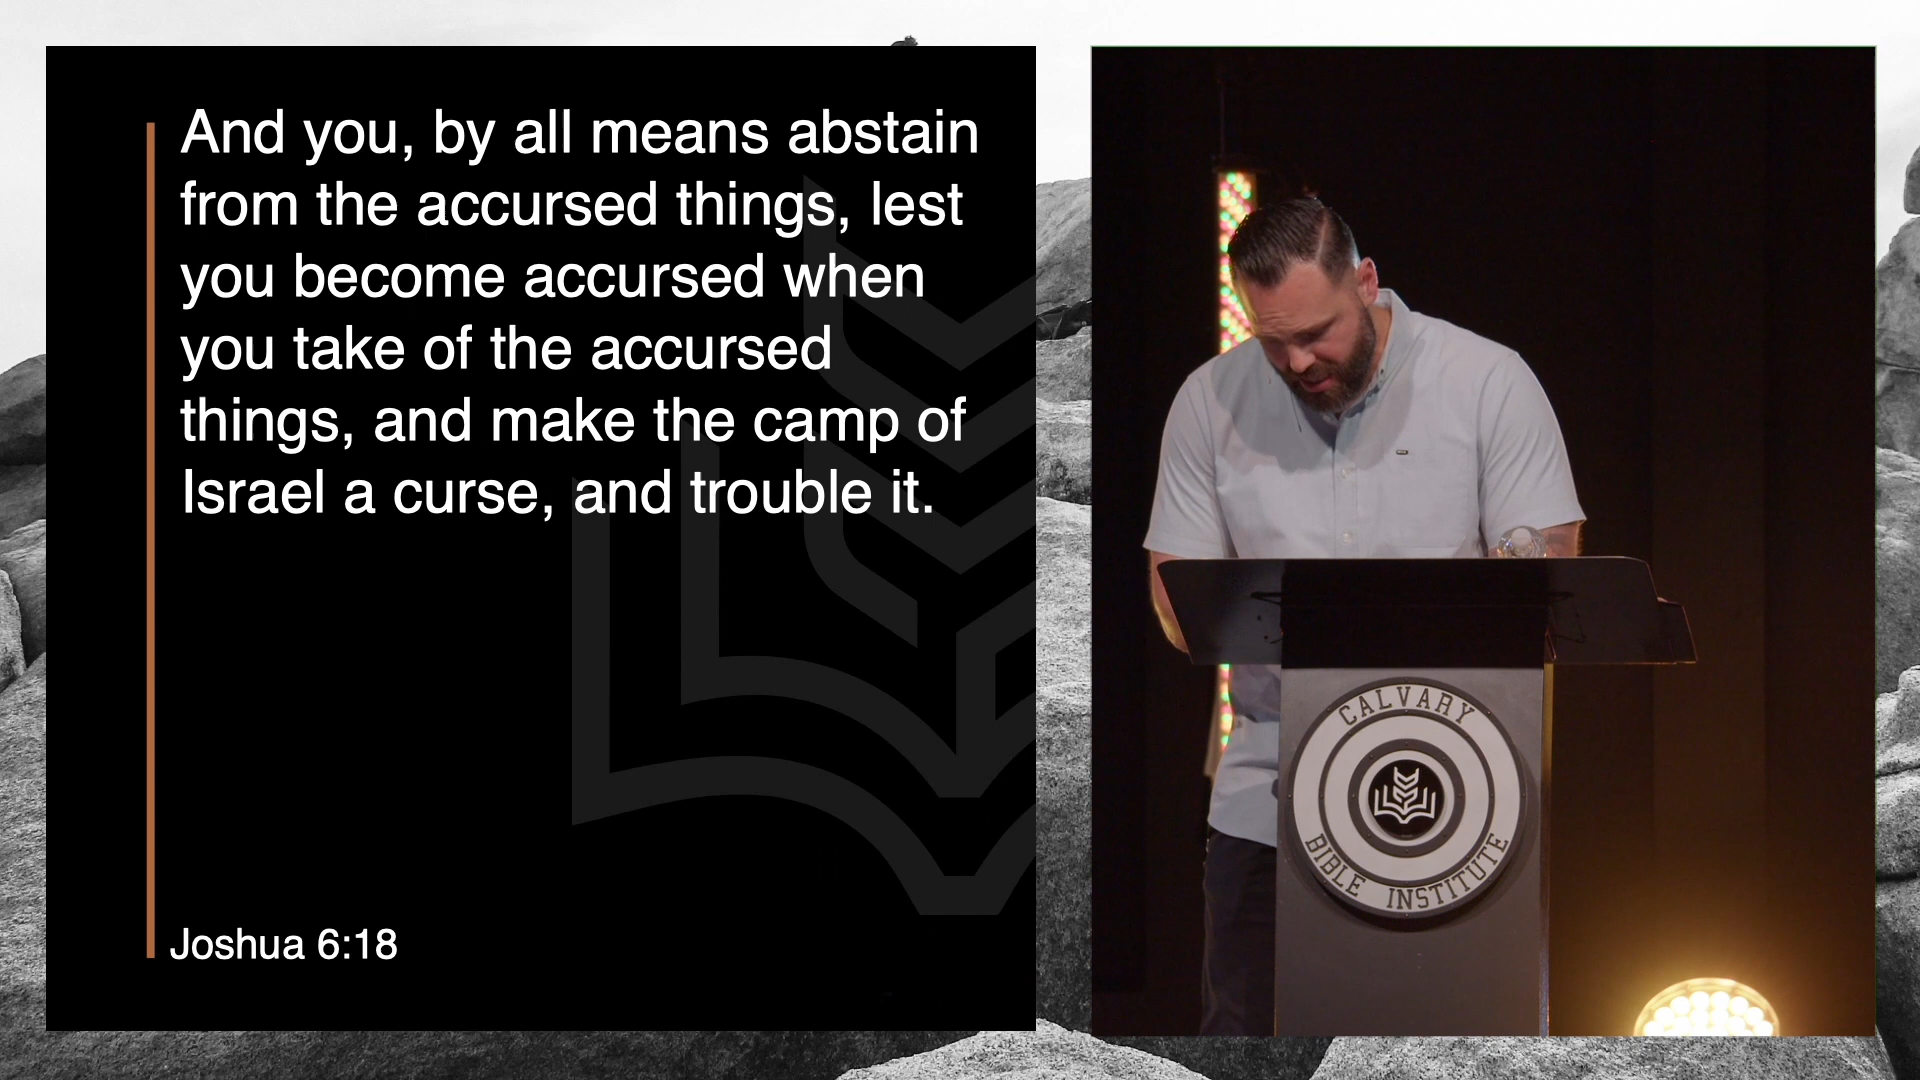 And you, by all means abstain
from the accursed things, lest
you become accursed when
you take of the accursed
things, and make the camp of
Israel a curse, and trouble it.
Joshua 6:18
CALVARY
BIBLE INSTITUTE